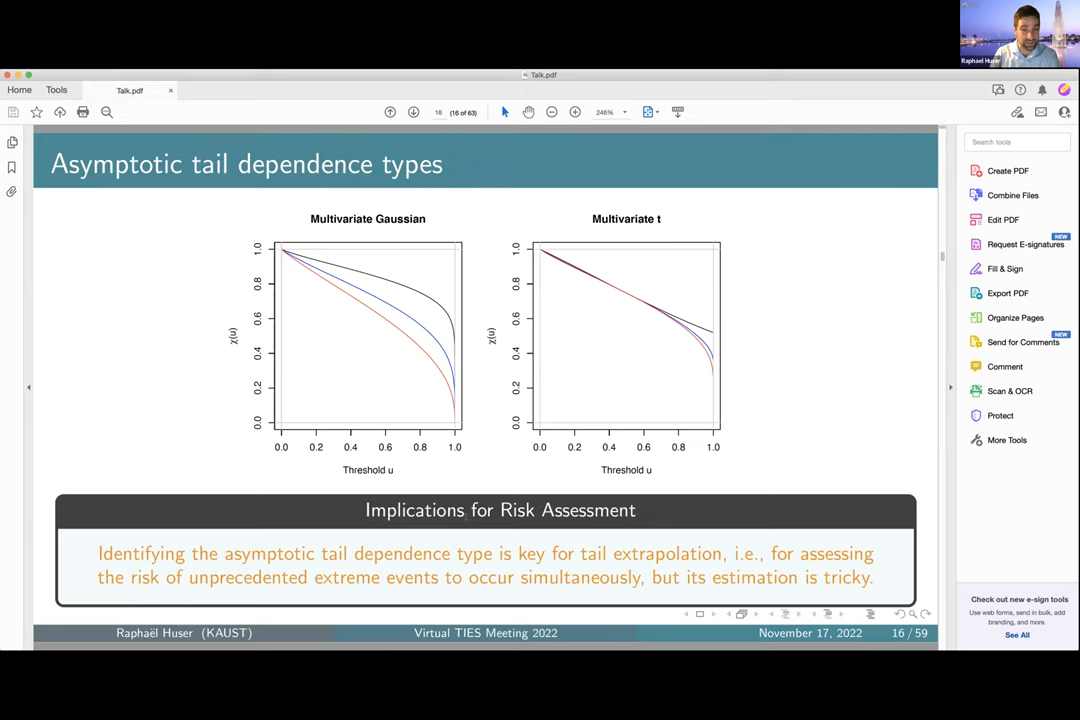 Raphael Huser
Talk.pdf
Home Tools Talk.pdf ×
16 (16 of 63) 246%
Search tools
Create PDF
Combine Files
Edit PDF
NEW
Request E-signatures
Fill & Sign
Export PDF
Organize Pages
NEW
Send for Comments
Comment
Scan & OCR
Protect
More Tools
Check out new e-sign tools
Use web forms, send in bulk, add
branding, and more.
See All
Asymptotic tail dependence types
Multivariate Gaussian
χ(u)
1.0
0.8
0.6
0.4
0.2
0.0
0.0 0.2 0.4 0.6 0.8 1.0
Threshold u
Multivariate t
χ(u)
1.0
0.8
0.6
0.4
0.2
0.0
0.0 0.2 0.4 0.6 0.8 1.0
Threshold u
Implications for Risk Assessment
Identifying the asymptotic tail dependence type is key for tail extrapolation, i.e., for assessing
the risk of unprecedented extreme events to occur simultaneously, but its estimation is tricky.
Raphaël Huser (KAUST) Virtual TIES Meeting 2022 November 17, 2022 16 / 59